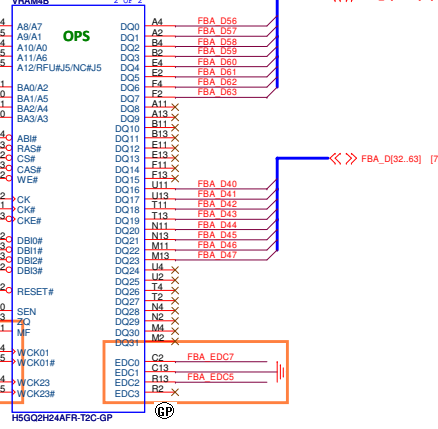 VRAM4B
OPS
A8/A7 DQ0 A4 FBA_D56
A9/A1 DQ1 A2 FBA_D57
A10/A0 DQ2 B4 FBA_D58
A11/A6 DQ3 B2 FBA_D59
A12/RFU#J5/NC#J5 DQ4 E4 FBA_D60
DQ5 E2 FBA_D61
DQ6 F4 FBA_D62
BA0/A2 DQ7 F2 FBA_D63
BA1/A5 DQ8 A11
BA2/A4 DQ9 A13
BA3/A3 DQ10 B11
ABI# DQ11 B13
RAS# DQ12 E11
CS# DQ13 E13
CAS# DQ14 F11
WE# DQ15 F13
DQ16 U11 FBA_D40
CK DQ17 U13 FBA_D41
CK# DQ18 T11 FBA_D42
CKE# DQ19 T13 FBA_D43
DQ20 N11 FBA_D44
DBI0# DQ21 N13 FBA_D45
DBI1# DQ22 M11 FBA_D46
DBI2# DQ23 M13 FBA_D47
DBI3# DQ24 U4
DQ25 U2
RESET# DQ26 T4
DQ27 T2
SEN DQ28 N4
ZQ DQ29 N2
MF DQ30 M4
DQ31 M2
WCK01 EDC0 C2 FBA_EDC7
WCK01# EDC1 C13
WCK23 EDC2 R13 FBA_EDC5
WCK23# EDC3 R2
FBA_D[32..63] [7
H5GQ2H24AFR-T2C-GP
GP